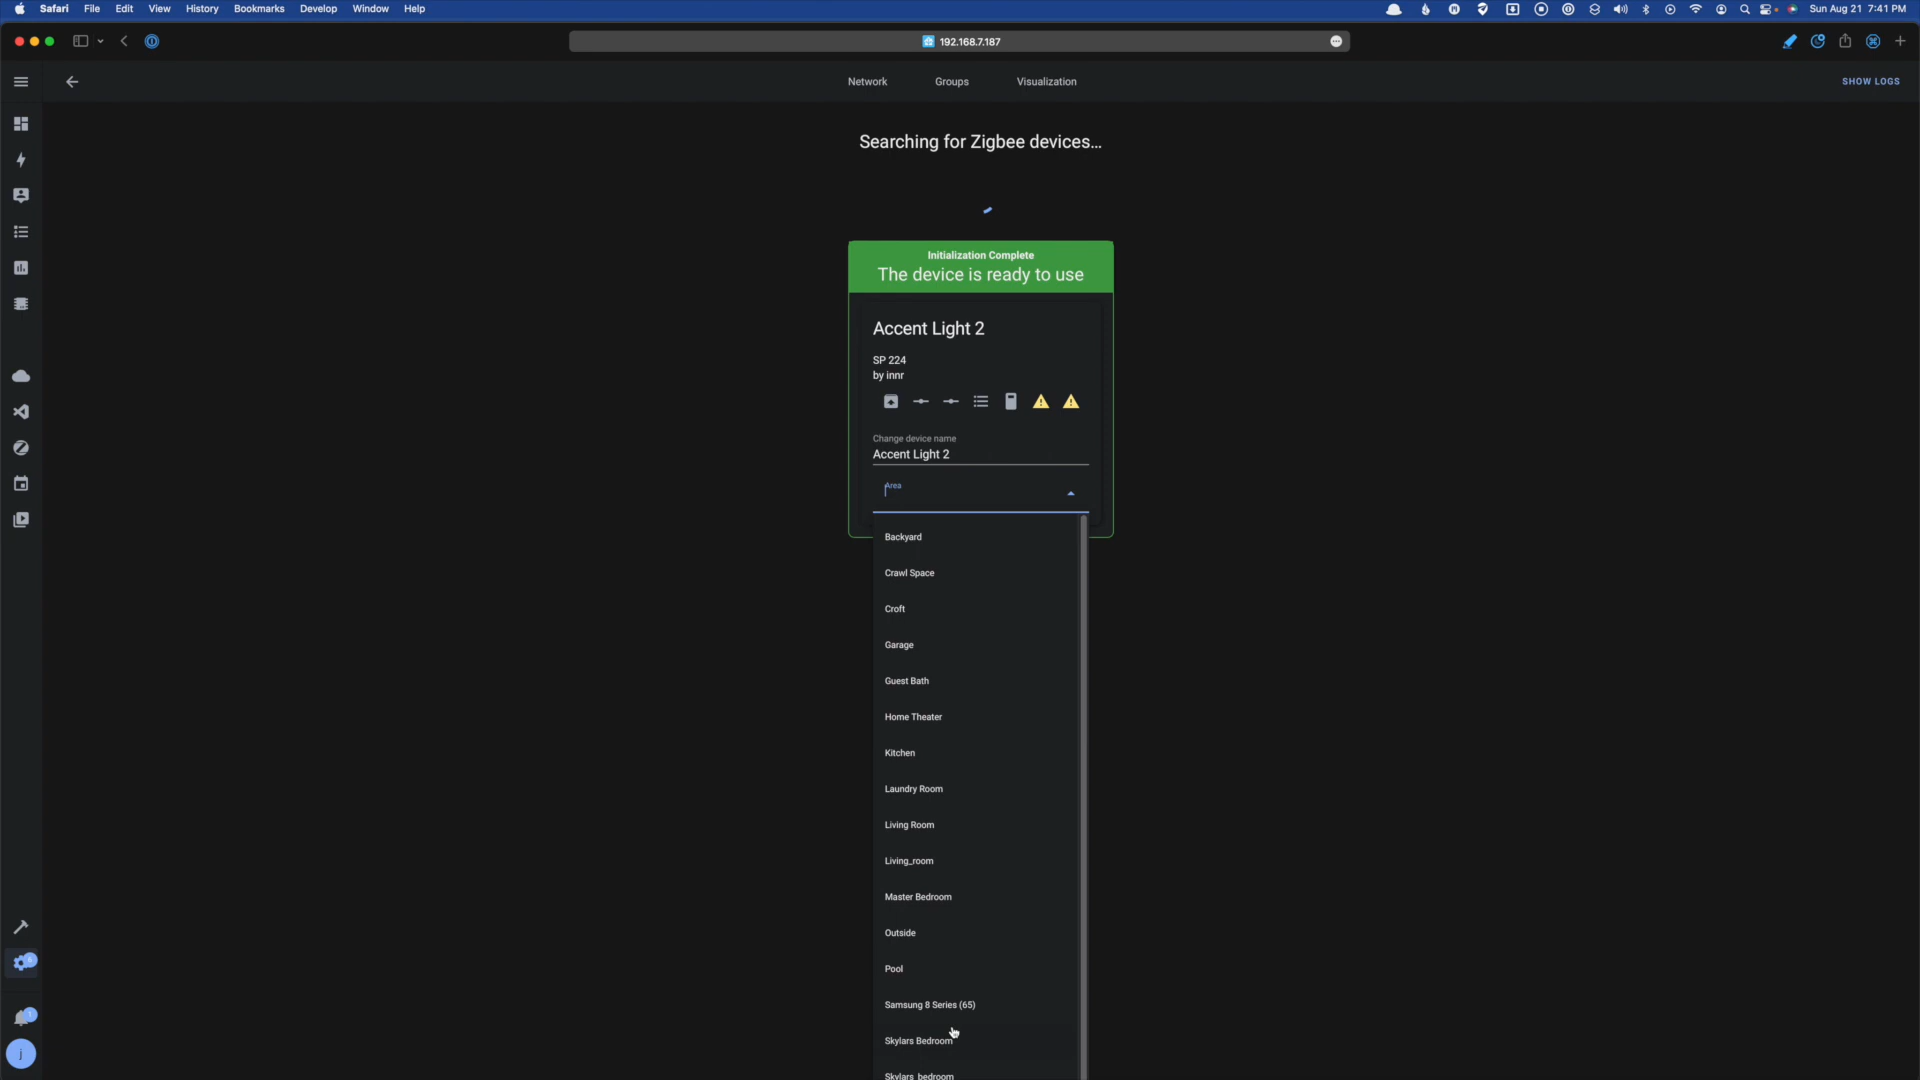 Safari File Edit View History Bookmarks Develop Window Help Sun Aug 21 7:41 PM
192.168.7.187
Network Groups Visualization SHOW LOGS
Searching for Zigbee devices...
Initialization Complete
The device is ready to use
Accent Light 2
SP 224
by innr
Change device name
Accent Light 2
Area
Backyard
Crawl Space
Croft
Garage
Guest Bath
Home Theater
Kitchen
Laundry Room
Living Room
Living_room
Master Bedroom
Outside
Pool
Samsung 8 Series (65)
Skylars Bedroom
Skylars_bedroom
j